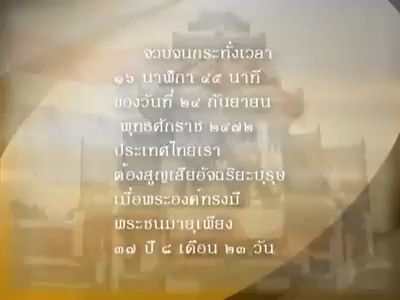 จวบจนกระทั่งเวลา
๑๖ นาฬิกา ๔๕ นาที
ของวันที่ ๒๔ กันยายน
พุทธศักราช ๒๔๗๒
ประเทศไทยเรา
ต้องสูญเสียอัจฉริยะบุรุษ
เมื่อพระองค์ทรงมี
พระชนมายุเพียง
๓๗ ปี ๘ เดือน ๒๓ วัน